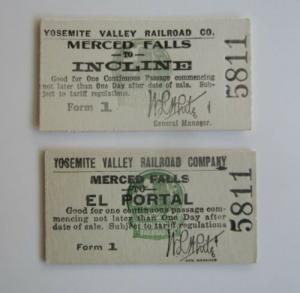 YOSEMITE VALLEY RAILROAD CO.
MERCED FALLS
TO
INCLINE
Good for One Continuous Passage commencing
not later than One Day after date of sale. Sub-
ject to tariff regulations.
Form 1
General Manager.
5811
YOSEMITE VALLEY RAILROAD COMPANY
MERCED FALLS
TO
EL PORTAL
Good for one continuous passage com-
mencing not later than One Day after
date of sale. Subject to tariff regulations
Form 1
GEN. MANAGER
5811